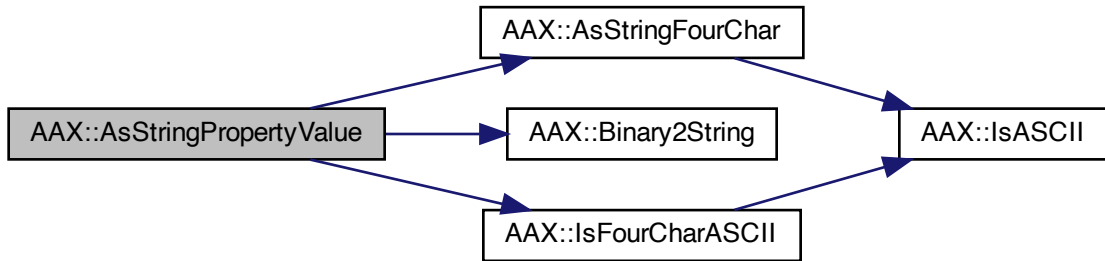 AAX::AsStringFourChar
AAX::AsStringPropertyValue
AAX::Binary2String
AAX::IsASCII
AAX::IsFourCharASCII